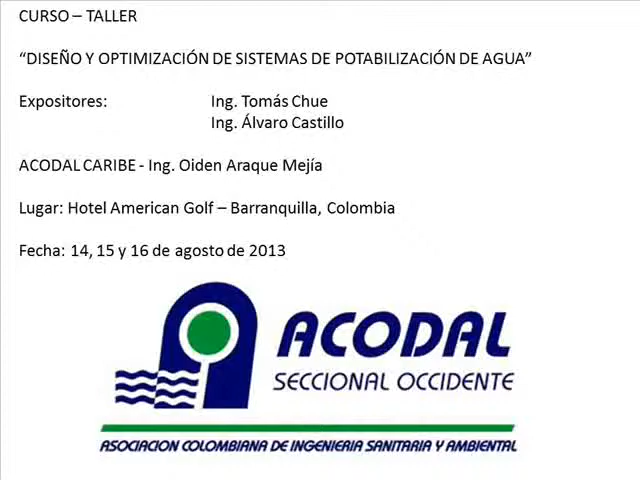 CURSO – TALLER
“DISEÑO Y OPTIMIZACIÓN DE SISTEMAS DE POTABILIZACIÓN DE AGUA”
Expositores: Ing. Tomás Chue
Ing. Álvaro Castillo
ACODAL CARIBE - Ing. Oiden Araque Mejía
Lugar: Hotel American Golf – Barranquilla, Colombia
Fecha: 14, 15 y 16 de agosto de 2013
ACODAL
SECCIONAL OCCIDENTE
ASOCIACION COLOMBIANA DE INGENIERIA SANITARIA Y AMBIENTAL